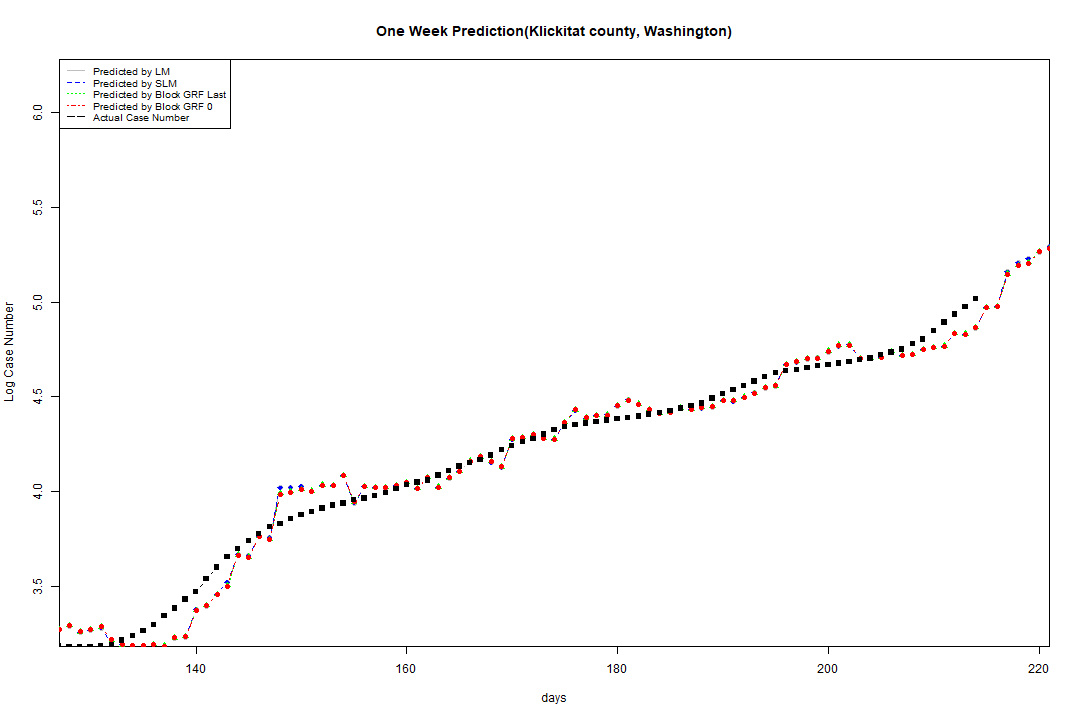 One Week Prediction(Klickitat county, Washington)
Predicted by LM
Predicted by SLM
Predicted by Block GRF Last
Predicted by Block GRF 0
Actual Case Number
Log Case Number
6.0
5.5
5.0
4.5
4.0
3.5
140 160 180 200 220
days